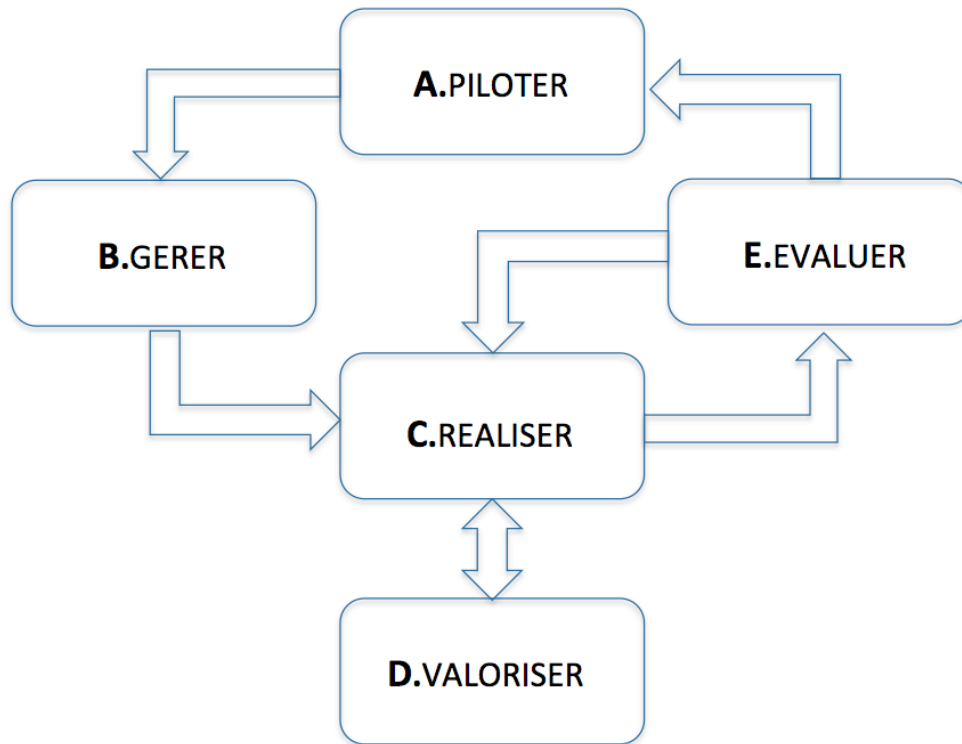 A.PILOTER
B.GERER
E.EVALUER
C.REALISER
D.VALORISER